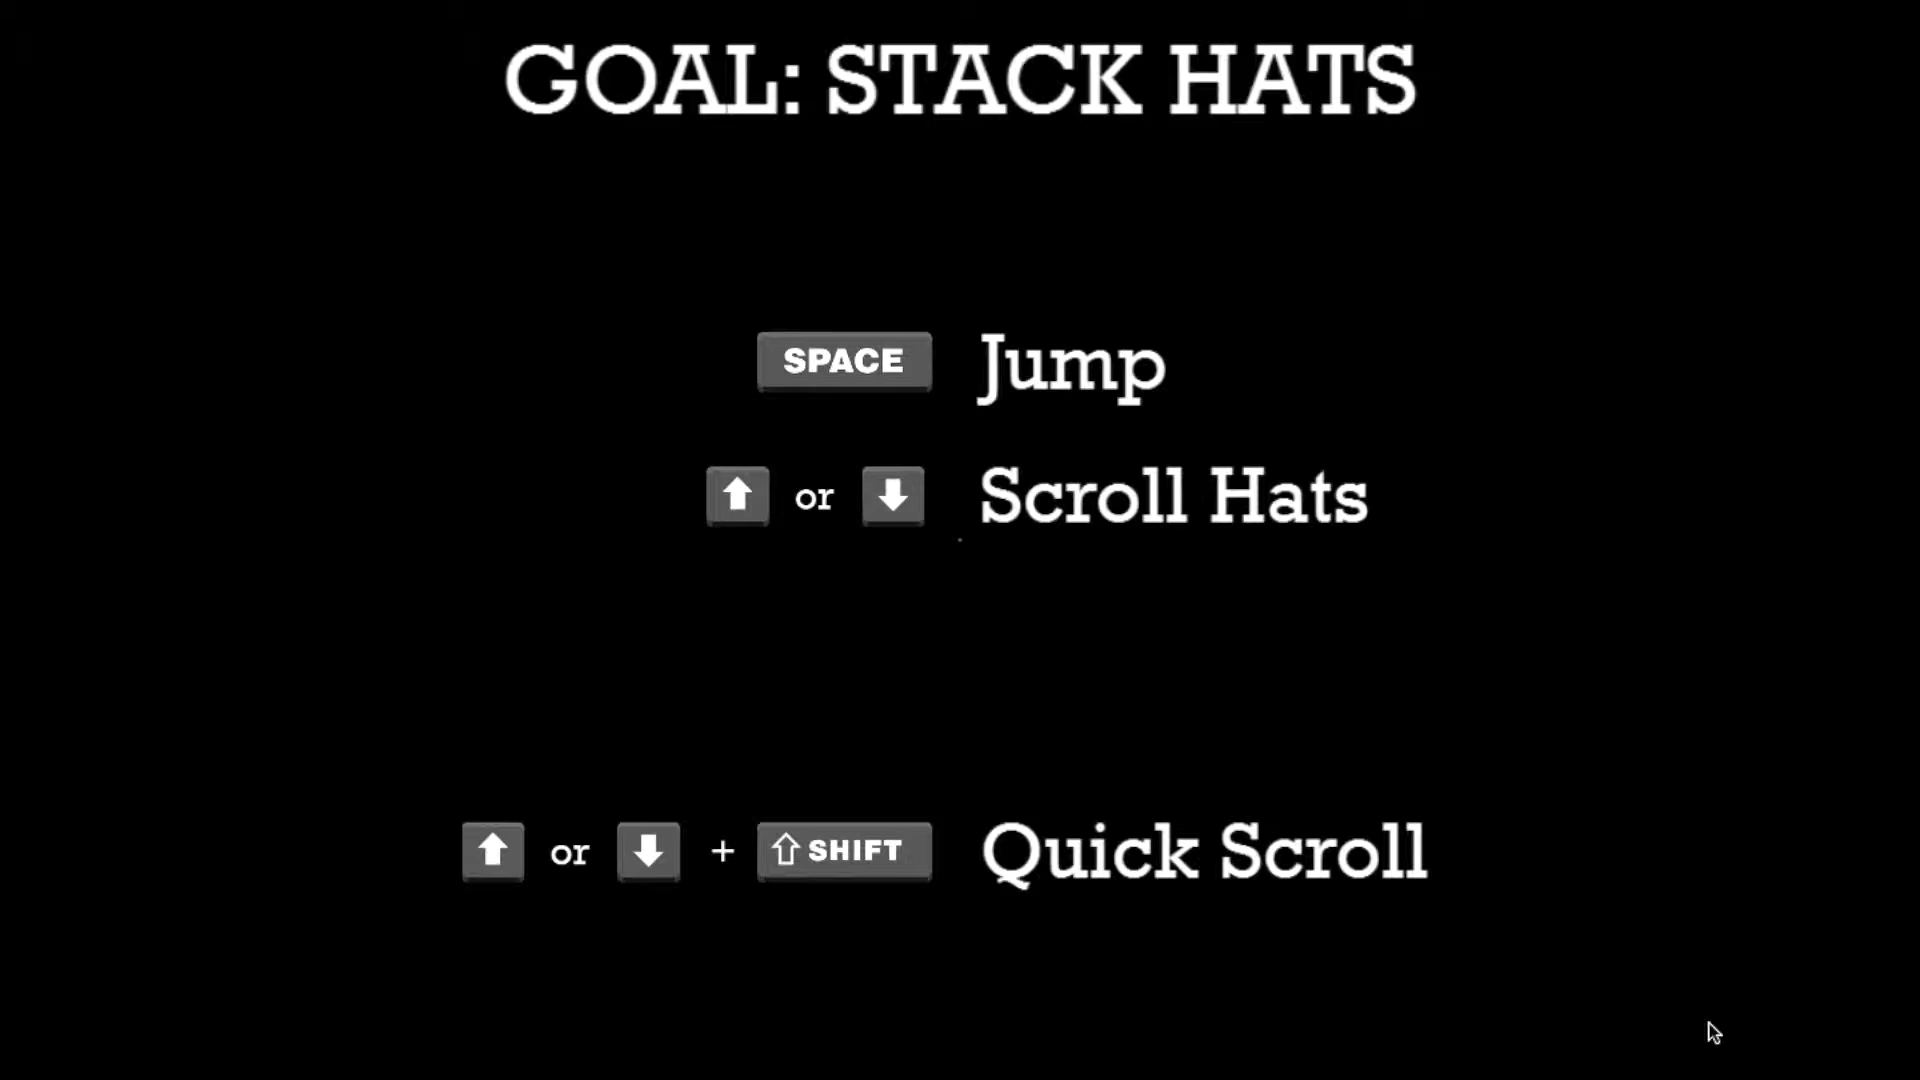 GOAL: STACK HATS
SPACE Jump
or Scroll Hats
or + SHIFT Quick Scroll